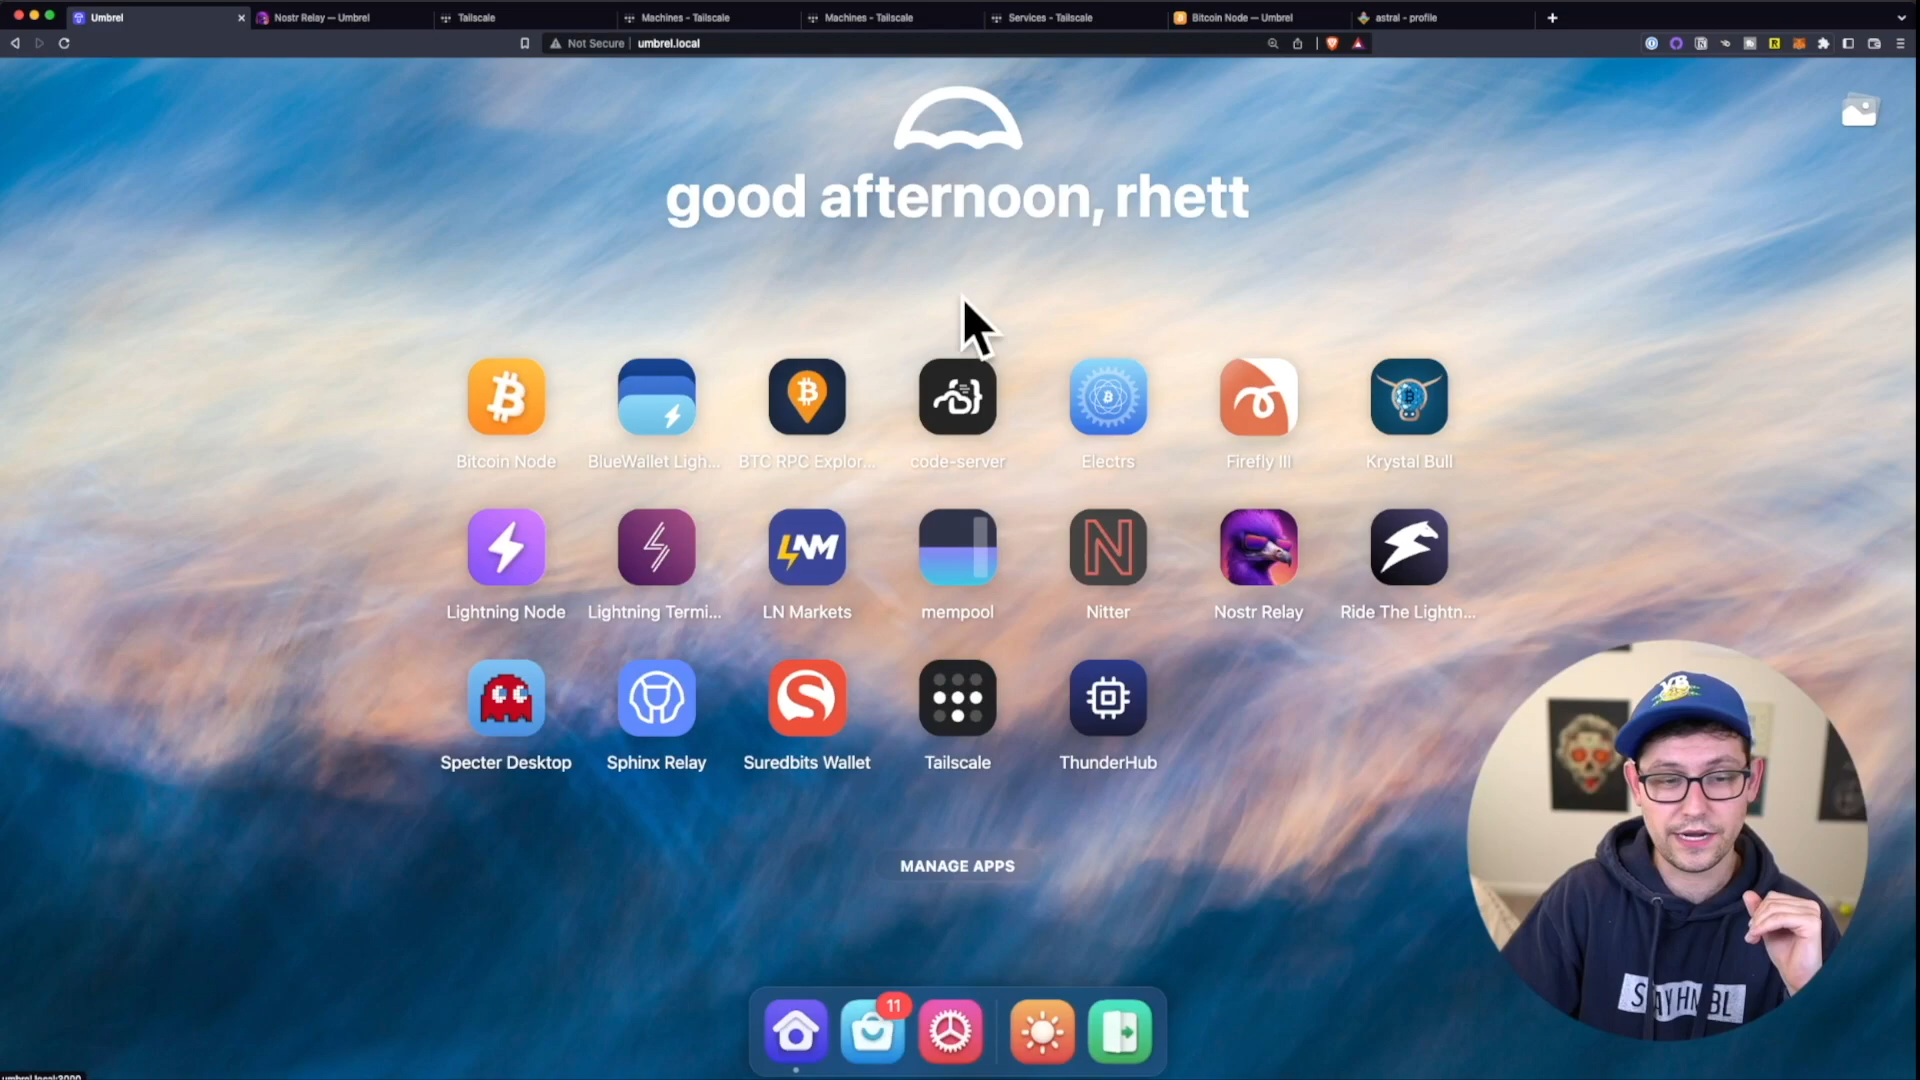 Umbrel
Nostr Relay — Umbrel
Tailscale
Machines - Tailscale
Machines - Tailscale
Services - Tailscale
Bitcoin Node — Umbrel
astral - profile
Not Secure
umbrel.local
good afternoon, rhett
Bitcoin Node
BlueWallet Ligh...
BTC RPC Explor...
code-server
Electrs
Firefly III
Krystal Bull
LNM
N
Lightning Node
Lightning Termi...
LN Markets
mempool
Nitter
Nostr Relay
Ride The Lightn...
Specter Desktop
Sphinx Relay
Suredbits Wallet
Tailscale
ThunderHub
MANAGE APPS
11